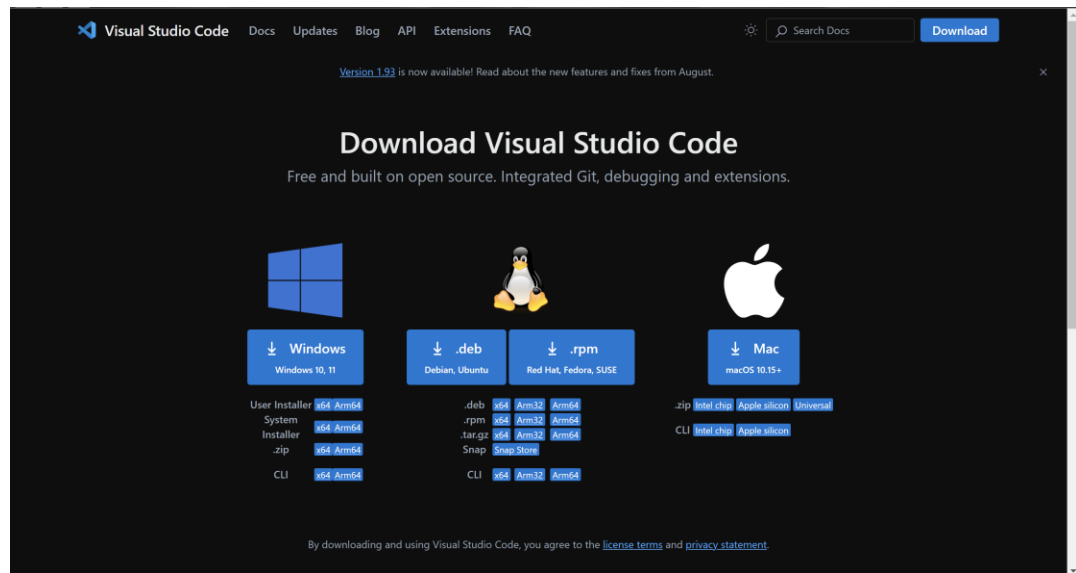 Visual Studio Code Docs Updates Blog API Extensions FAQ Search Docs Download
Version 1.93 is now available! Read about the new features and fixes from August.
Download Visual Studio Code
Free and built on open source. Integrated Git, debugging and extensions.
Windows
Windows 10, 11
User Installer x64 Arm64
System
Installer x64 Arm64
.zip x64 Arm64
CLI x64 Arm64
.deb
Debian, Ubuntu
.rpm
Red Hat, Fedora, SUSE
.deb x64 Arm32 Arm64
.rpm x64 Arm32 Arm64
.tar.gz x64 Arm32 Arm64
Snap Snap Store
CLI x64 Arm32 Arm64
Mac
macOS 10.15+
.zip Intel chip Apple silicon Universal
CLI Intel chip Apple silicon
By downloading and using Visual Studio Code, you agree to the license terms and privacy statement.